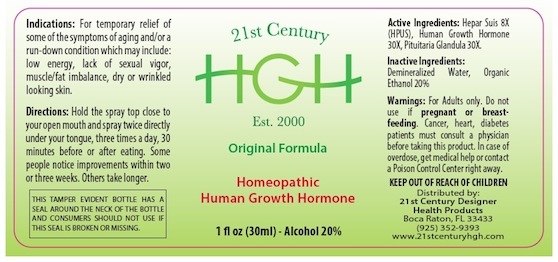 Indications: For temporary relief of
some of the symptoms of aging and/or a
run-down condition which may include:
low energy, lack of sexual vigor,
muscle/fat imbalance, dry or wrinkled
looking skin.
Directions: Hold the spray top close to
your open mouth and spray twice directly
under your tongue, three times a day, 30
minutes before or after eating. Some
people notice improvements within two
or three weeks. Others take longer.
THIS TAMPER EVIDENT BOTTLE HAS A
SEAL AROUND THE NECK OF THE BOTTLE
AND CONSUMERS SHOULD NOT USE IF
THIS SEAL IS BROKEN OR MISSING.
21st Century
HGH
Est. 2000
Original Formula
Homeopathic
Human Growth Hormone
1 fl oz (30ml) - Alcohol 20%
Active Ingredients: Hepar Suis 8X
(HPUS), Human Growth Hormone
30X, Pituitaria Glandula 30X.
Inactive Ingredients:
Demineralized Water, Organic
Ethanol 20%
Warnings: For Adults only. Do not
use if pregnant or breast-
feeding. Cancer, heart, diabetes
patients must consult a physician
before taking this product. In case of
overdose, get medical help or contact
a Poison Control Center right away.
KEEP OUT OF REACH OF CHILDREN
Distributed by:
21st Century Designer
Health Products
Boca Raton, FL 33433
(925) 352-9393
www.21stcenturyhgh.com